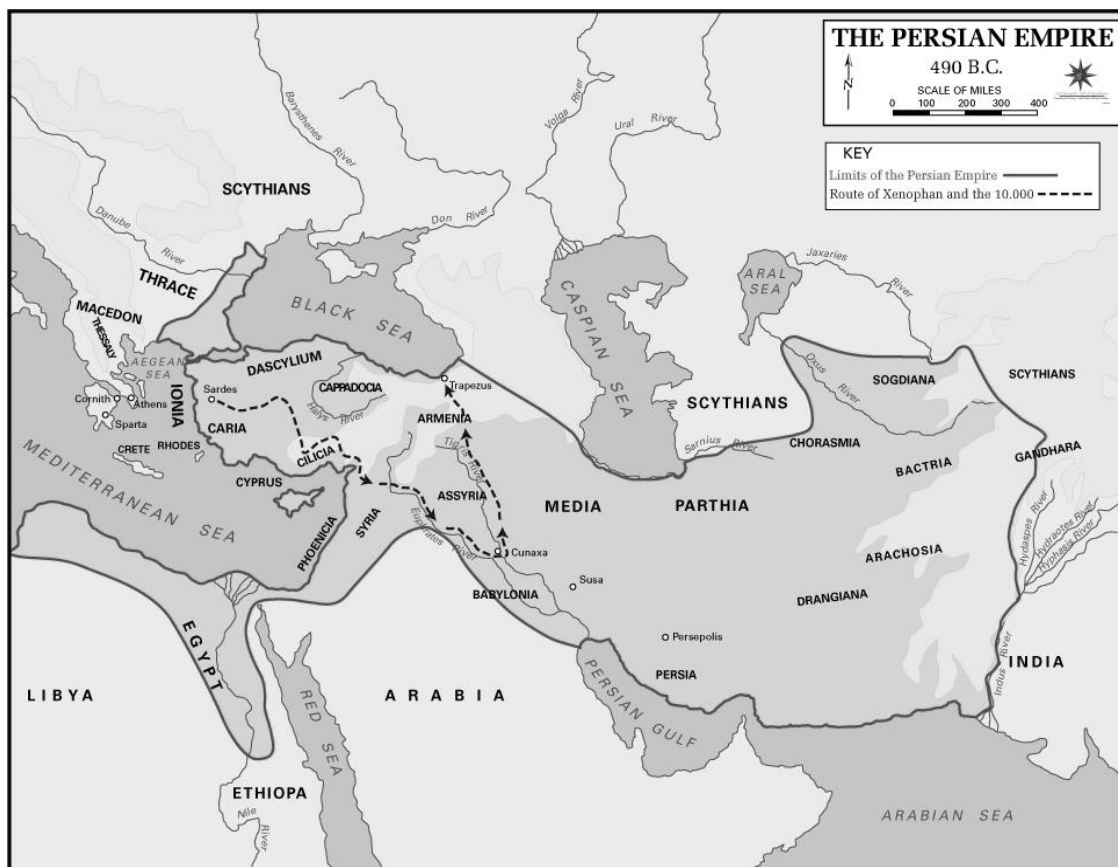 THE PERSIAN EMPIRE
490 B.C.
N
SCALE OF MILES
0 100 200 300 400
KEY
Limits of the Persian Empire
Route of Xenophan and the 10.000
Barysthenes
River
Volga River
Ural River
SCYTHIANS
Don River
Danube
River
THRACE
BLACK SEA
CASPIAN SEA
ARAL
SEA
Jaxaries
River
MACEDON
THESSALY
AEGEAN
SEA
DASCYLIUM
CAPPADOCIA
Halys River
Trapezus
Oxus
River
SOGDIANA
SCYTHIANS
Cornith
Athens
Sparta
IONIA
Sardes
CARIA
ARMENIA
SCYTHIANS
CHORASMIA
Sarnius River
BACTRIA
GANDHARA
CRETE
RHODES
CILICIA
Tigris River
MEDITERRANEAN SEA
CYPRUS
PHOENICIA
SYRIA
ASSYRIA
MEDIA
PARTHIA
Euphrates
River
Cunaxa
ARACHOSIA
Hydaspes River
Hydraotes River
Hyphasis River
BABYLONIA
Susa
DRANGIANA
EGYPT
Persepolis
PERSIA
Indus River
INDIA
LIBYA
ARABIA
RED SEA
PERSIAN GULF
ETHIOPA
Nile
River
ARABIAN SEA